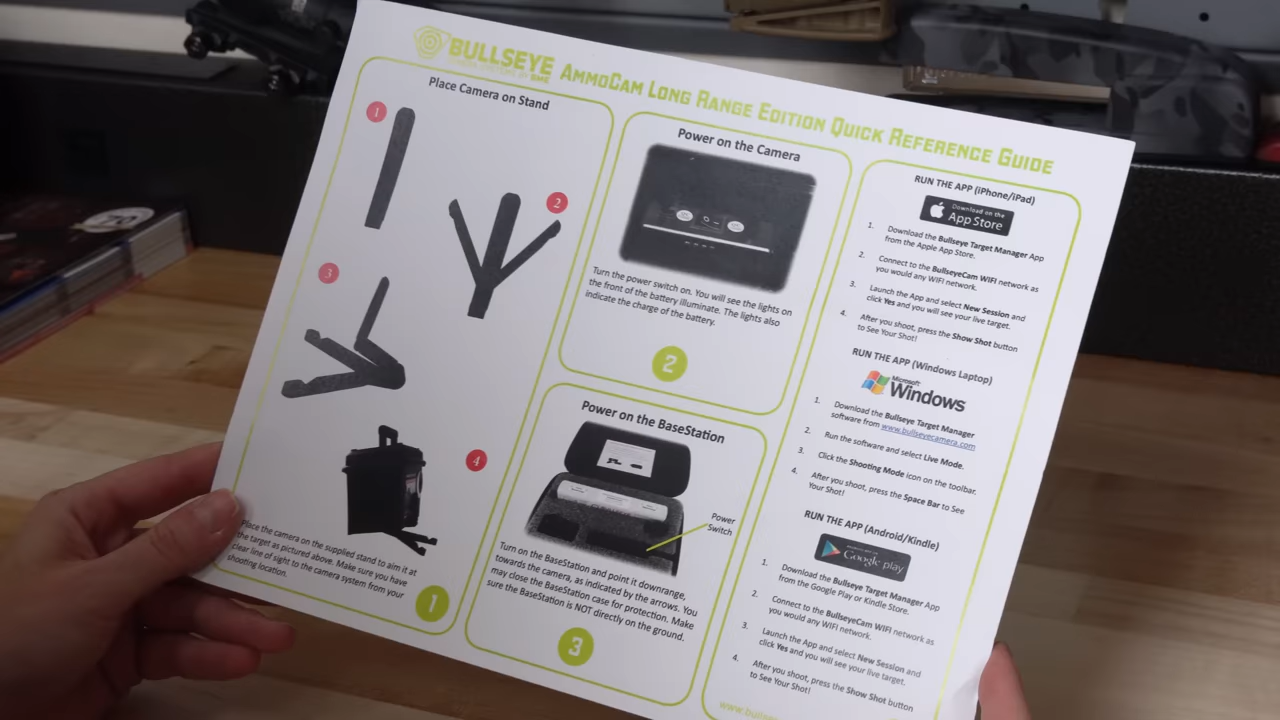 BULLSEYE
AMMOCAM LONG RANGE EDITION QUICK REFERENCE GUIDE
Place Camera on Stand
1
2
3
4
Place the camera on the supplied stand to aim it at
the target as pictured above. Make sure you have
clear line of sight to the camera system from your
shooting location.
1
Power on the Camera
Turn the power switch on. You will see the lights on
the front of the battery illuminate. The lights also
indicate the charge of the battery.
2
Power on the BaseStation
Power
Switch
Turn on the BaseStation and point it downrange,
towards the camera, as indicated by the arrows. You
may close the BaseStation case for protection. Make
sure the BaseStation is NOT directly on the ground.
3
RUN THE APP (iPhone/iPad)
Download on the
App Store
1. Download the Bullseye Target Manager App
from the Apple App Store.
2. Connect to the BullseyeCam WIFI network as
you would any WIFI network.
3. Launch the App and select New Session and
click Yes and you will see your live target.
4. After you shoot, press the Show Shot button
to See Your Shot!
RUN THE APP (Windows Laptop)
Microsoft
Windows
1. Download the Bullseye Target Manager
software from www.bullseyecamera.com
2. Run the software and select Live Mode.
3. Click the Shooting Mode icon on the toolbar.
4. After you shoot, press the Space Bar to See
Your Shot!
RUN THE APP (Android/Kindle)
Google play
1. Download the Bullseye Target Manager App
from the Google Play or Kindle Store.
2. Connect to the BullseyeCam WIFI network as
you would any WIFI network.
3. Launch the App and select New Session and
click Yes and you will see your live target.
4. After you shoot, press the Show Shot button
to See Your Shot!